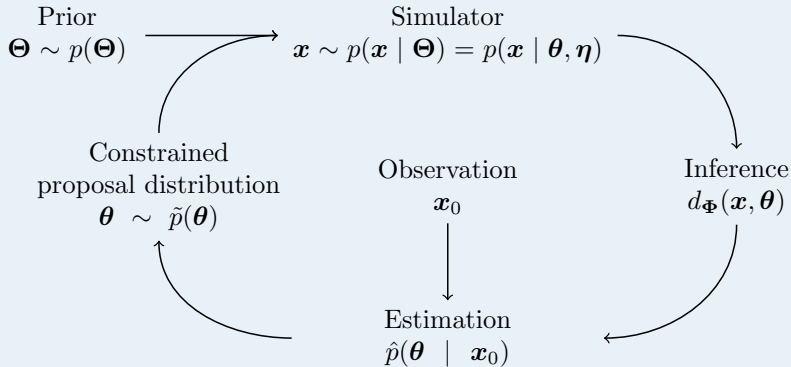 Prior
Θ ∼ p(Θ)
Simulator
x ∼ p(x | Θ) = p(x | θ, η)
Constrained
proposal distribution
θ ∼ p̃(θ)
Observation
x₀
Inference
d_Φ(x, θ)
Estimation
p̂(θ | x₀)